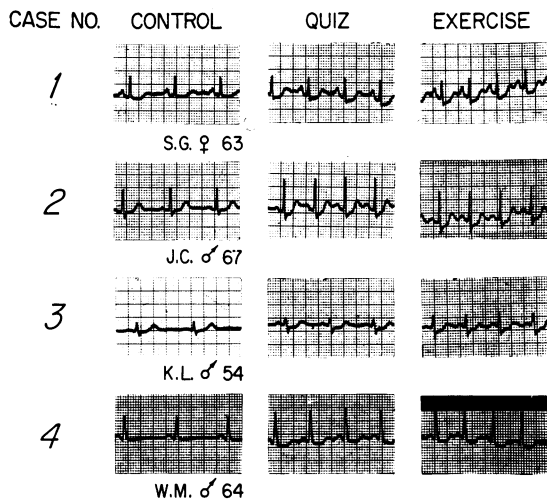 CASE NO. CONTROL QUIZ EXERCISE
1
S.G. ♀ 63
2
J.C. ♂ 67
3
K.L. ♂ 54
4
W.M. ♂ 64